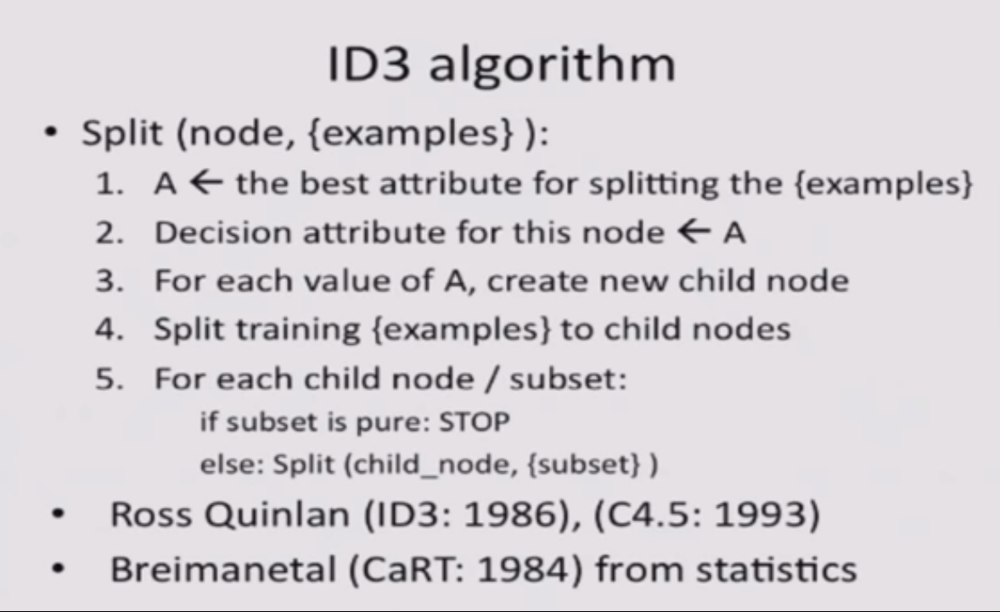 ID3 algorithm
• Split (node, {examples} ):
1. A ← the best attribute for splitting the {examples}
2. Decision attribute for this node ← A
3. For each value of A, create new child node
4. Split training {examples} to child nodes
5. For each child node / subset:
if subset is pure: STOP
else: Split (child_node, {subset} )
• Ross Quinlan (ID3: 1986), (C4.5: 1993)
• Breimanetal (CaRT: 1984) from statistics